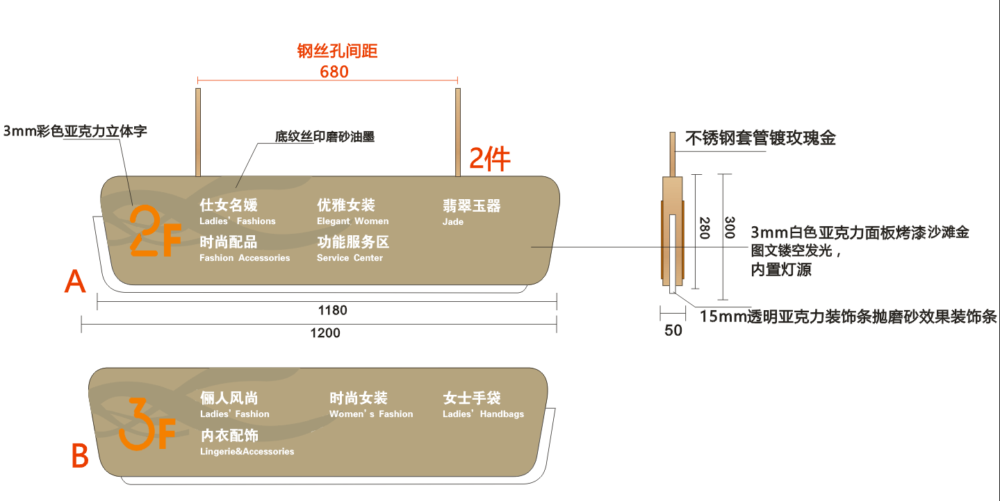 钢丝孔间距
680
3mm彩色亚克力立体字
底纹丝印磨砂油墨
2件
不锈钢套管镀玫瑰金
2F
仕女名媛
Ladies' Fashions
优雅女装
Elegant Women
翡翠玉器
Jade
时尚配品
Fashion Accessories
功能服务区
Service Center
A
1180
1200
280
300
3mm白色亚克力面板烤漆沙滩金
图文镂空发光，
内置灯源
15mm透明亚克力装饰条抛磨砂效果装饰条
50
3F
俪人风尚
Ladies' Fashion
时尚女装
Women's Fashion
女士手袋
Ladies' Handbags
内衣配饰
Lingerie&Accessories
B